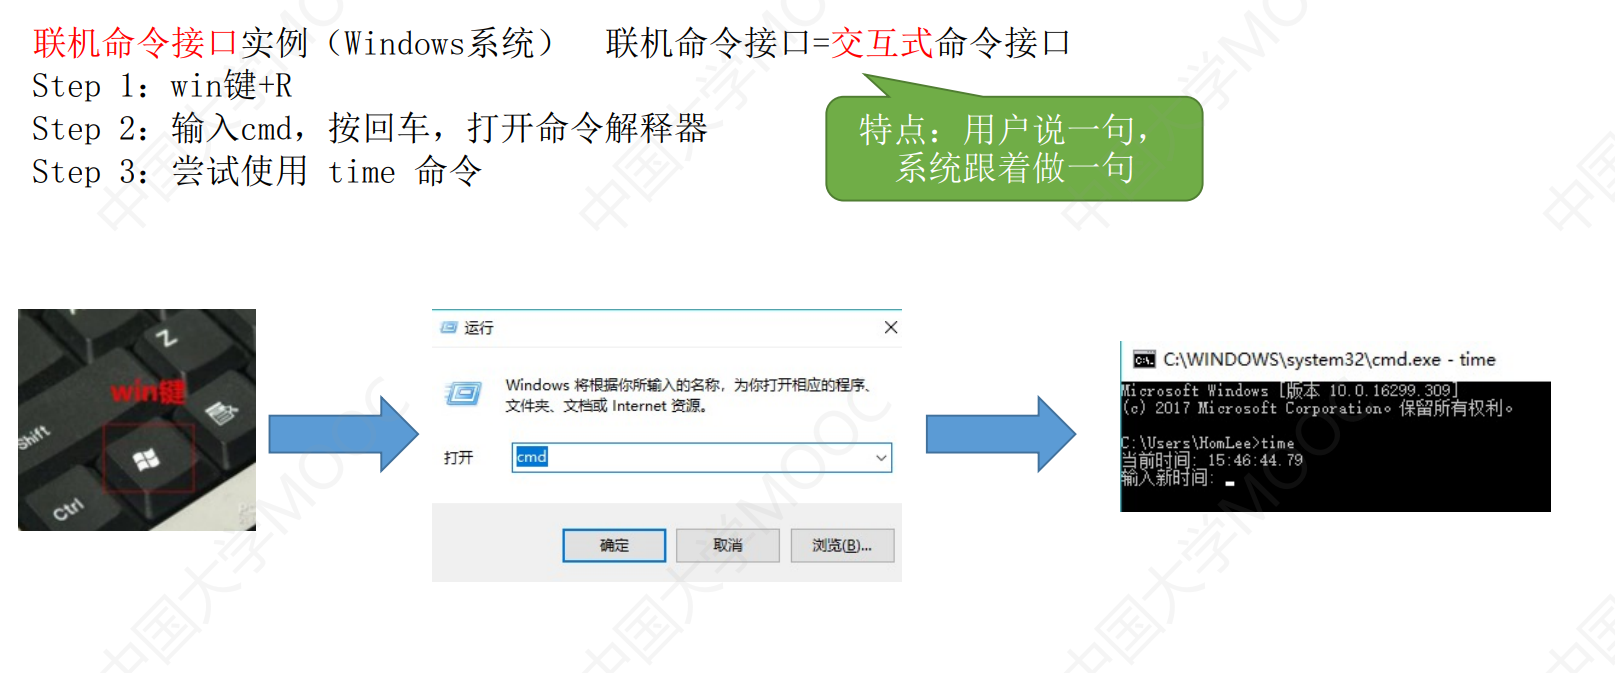 联机命令接口实例（Windows系统） 联机命令接口=交互式命令接口
Step 1：win键+R
Step 2：输入cmd，按回车，打开命令解释器
Step 3：尝试使用 time 命令
特点：用户说一句，
系统跟着做一句
Z
win键
Shift
Ctrl
运行
Windows 将根据你所输入的名称，为你打开相应的程序、
文件夹、文档或 Internet 资源。
打开
cmd
确定
取消
浏览(B)...
C:\WINDOWS\system32\cmd.exe - time
Microsoft Windows [版本 10.0.16299.309]
(c) 2017 Microsoft Corporation。保留所有权利。
C:\Users\HomLee>time
当前时间: 15:46:44.79
输入新时间:
中国大学MOOC